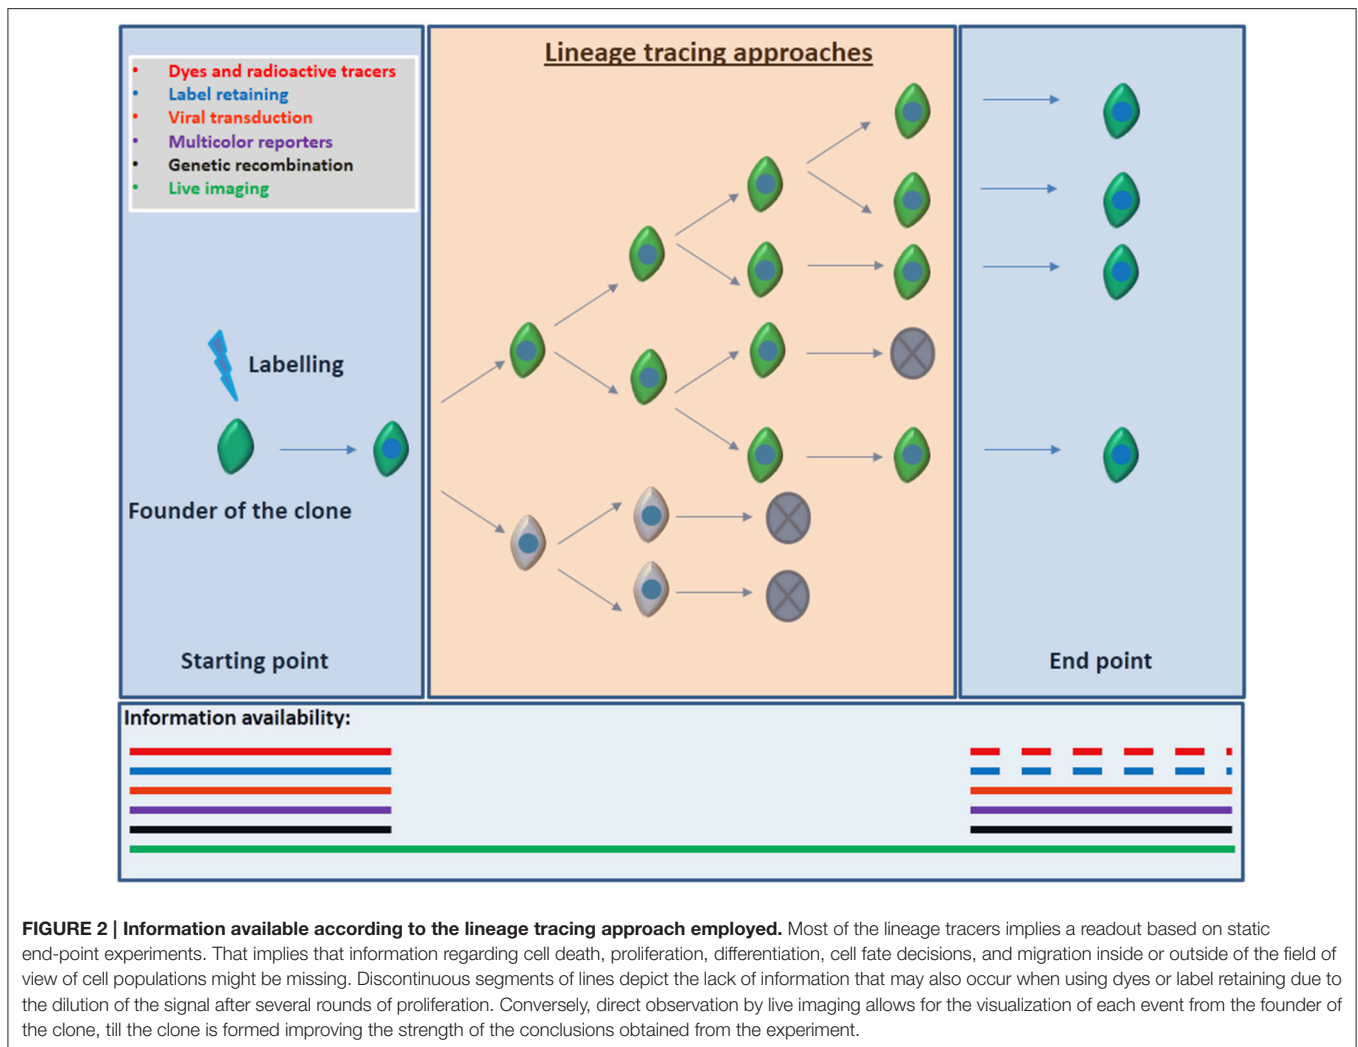 Lineage tracing approaches
• Dyes and radioactive tracers
• Label retaining
• Viral transduction
• Multicolor reporters
• Genetic recombination
• Live imaging
Labelling
Founder of the clone
Starting point
End point
Information availability:
FIGURE 2 | Information available according to the lineage tracing approach employed. Most of the lineage tracers implies a readout based on static
end-point experiments. That implies that information regarding cell death, proliferation, differentiation, cell fate decisions, and migration inside or outside of the field of
view of cell populations might be missing. Discontinuous segments of lines depict the lack of information that may also occur when using dyes or label retaining due to
the dilution of the signal after several rounds of proliferation. Conversely, direct observation by live imaging allows for the visualization of each event from the founder of
the clone, till the clone is formed improving the strength of the conclusions obtained from the experiment.